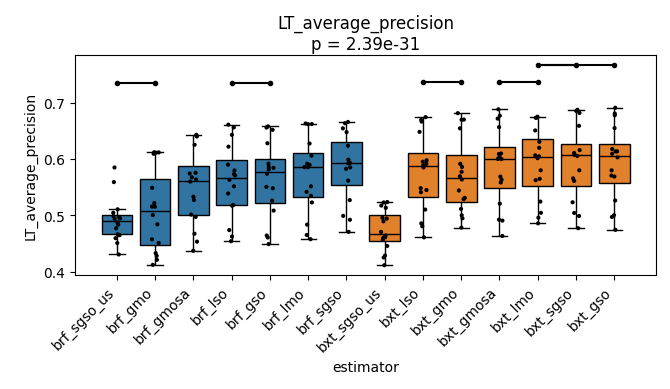 LT_average_precision
p = 2.39e-31
LT_average_precision
0.7
0.6
0.5
0.4
brf_sgso_us
brf_gmo
brf_gmosa
brf_lso
brf_gso
brf_lmo
brf_sgso
bxt_sgso_us
bxt_lso
bxt_gmo
bxt_gmosa
bxt_lmo
bxt_sgso
bxt_gso
estimator